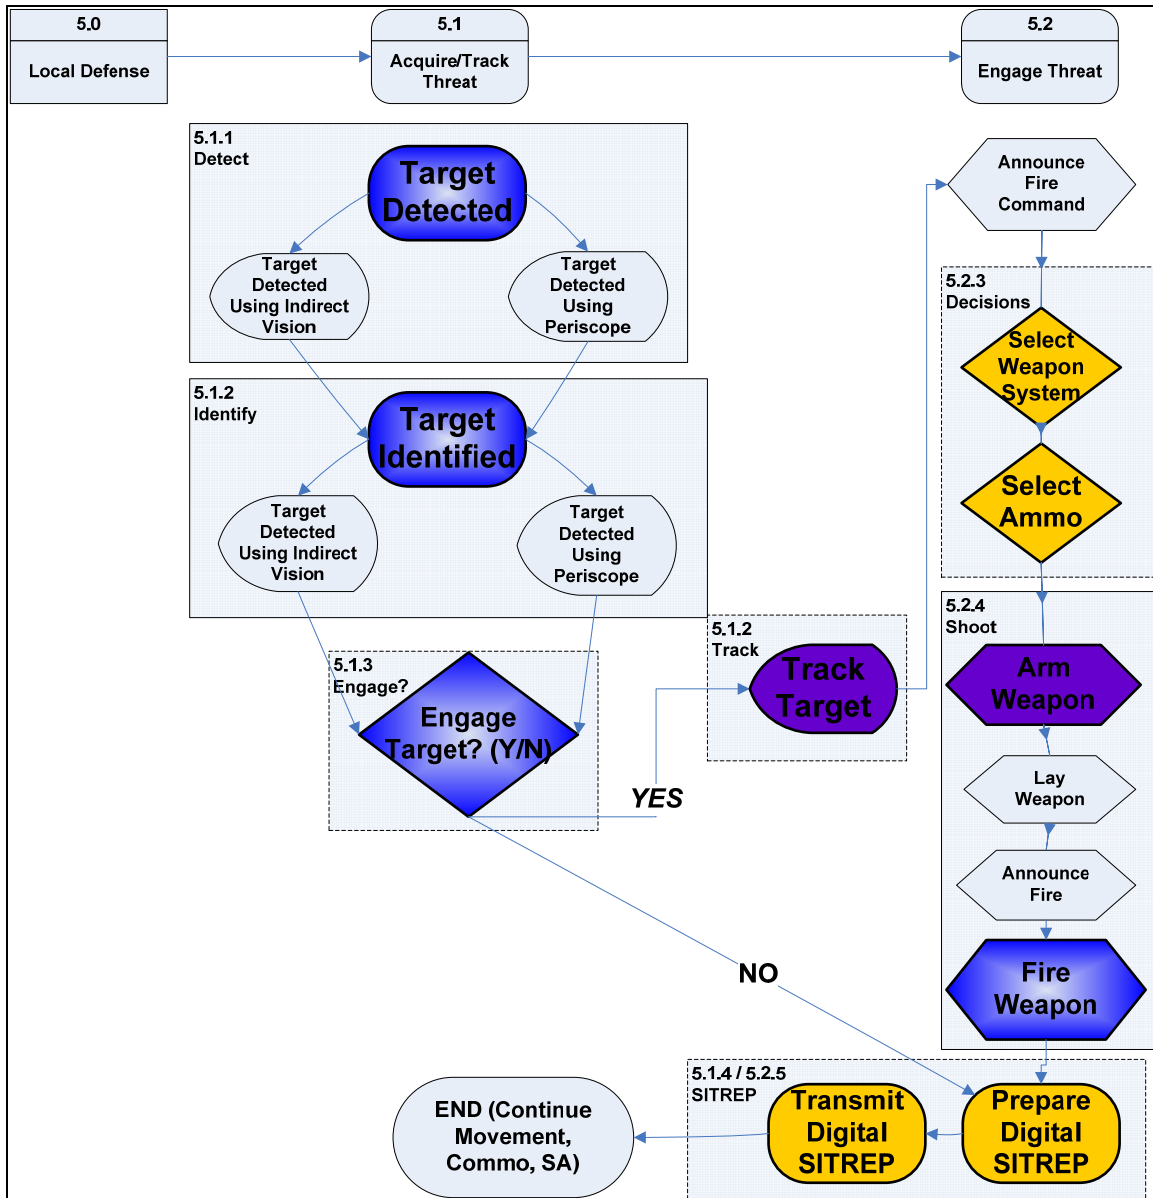 5.0
Local Defense
5.1
Acquire/Track
Threat
5.2
Engage Threat
5.1.1
Detect
Target
Detected
Target
Detected
Using Indirect
Vision
Target
Detected
Using
Periscope
5.1.2
Identify
Target
Identified
Target
Detected
Using Indirect
Vision
Target
Detected
Using
Periscope
5.1.3
Engage?
Engage
Target? (Y/N)
YES
NO
5.1.2
Track
Track
Target
Announce
Fire
Command
5.2.3
Decisions
Select
Weapon
System
Select
Ammo
5.2.4
Shoot
Arm
Weapon
Lay
Weapon
Announce
Fire
Fire
Weapon
5.1.4 / 5.2.5
SITREP
Prepare
Digital
SITREP
Transmit
Digital
SITREP
END (Continue
Movement,
Commo, SA)